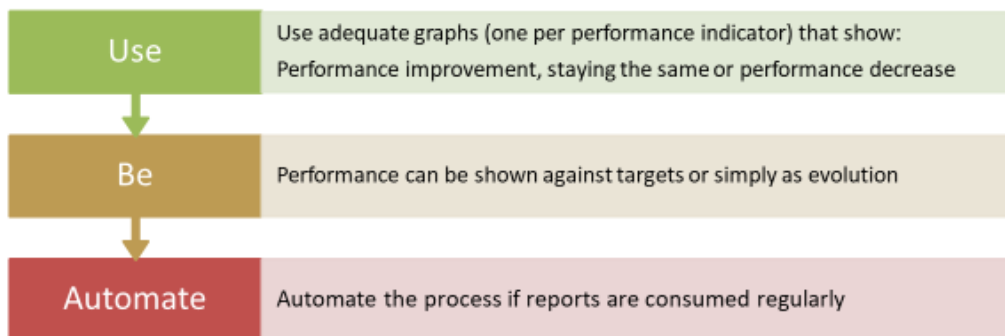 Use
Use adequate graphs (one per performance indicator) that show:
Performance improvement, staying the same or performance decrease
Be
Performance can be shown against targets or simply as evolution
Automate
Automate the process if reports are consumed regularly